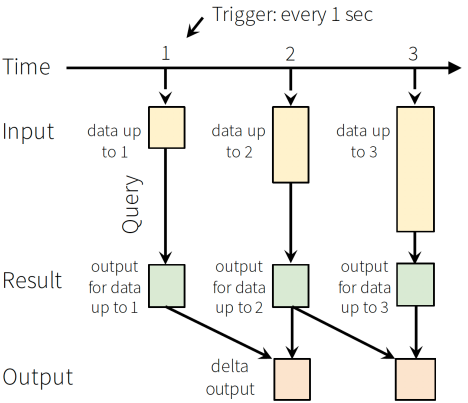 Trigger: every 1 sec
Time
1
2
3
Input
data up
to 1
data up
to 2
data up
to 3
Query
Result
output
for data
up to 1
output
for data
up to 2
output
for data
up to 3
Output
delta
output